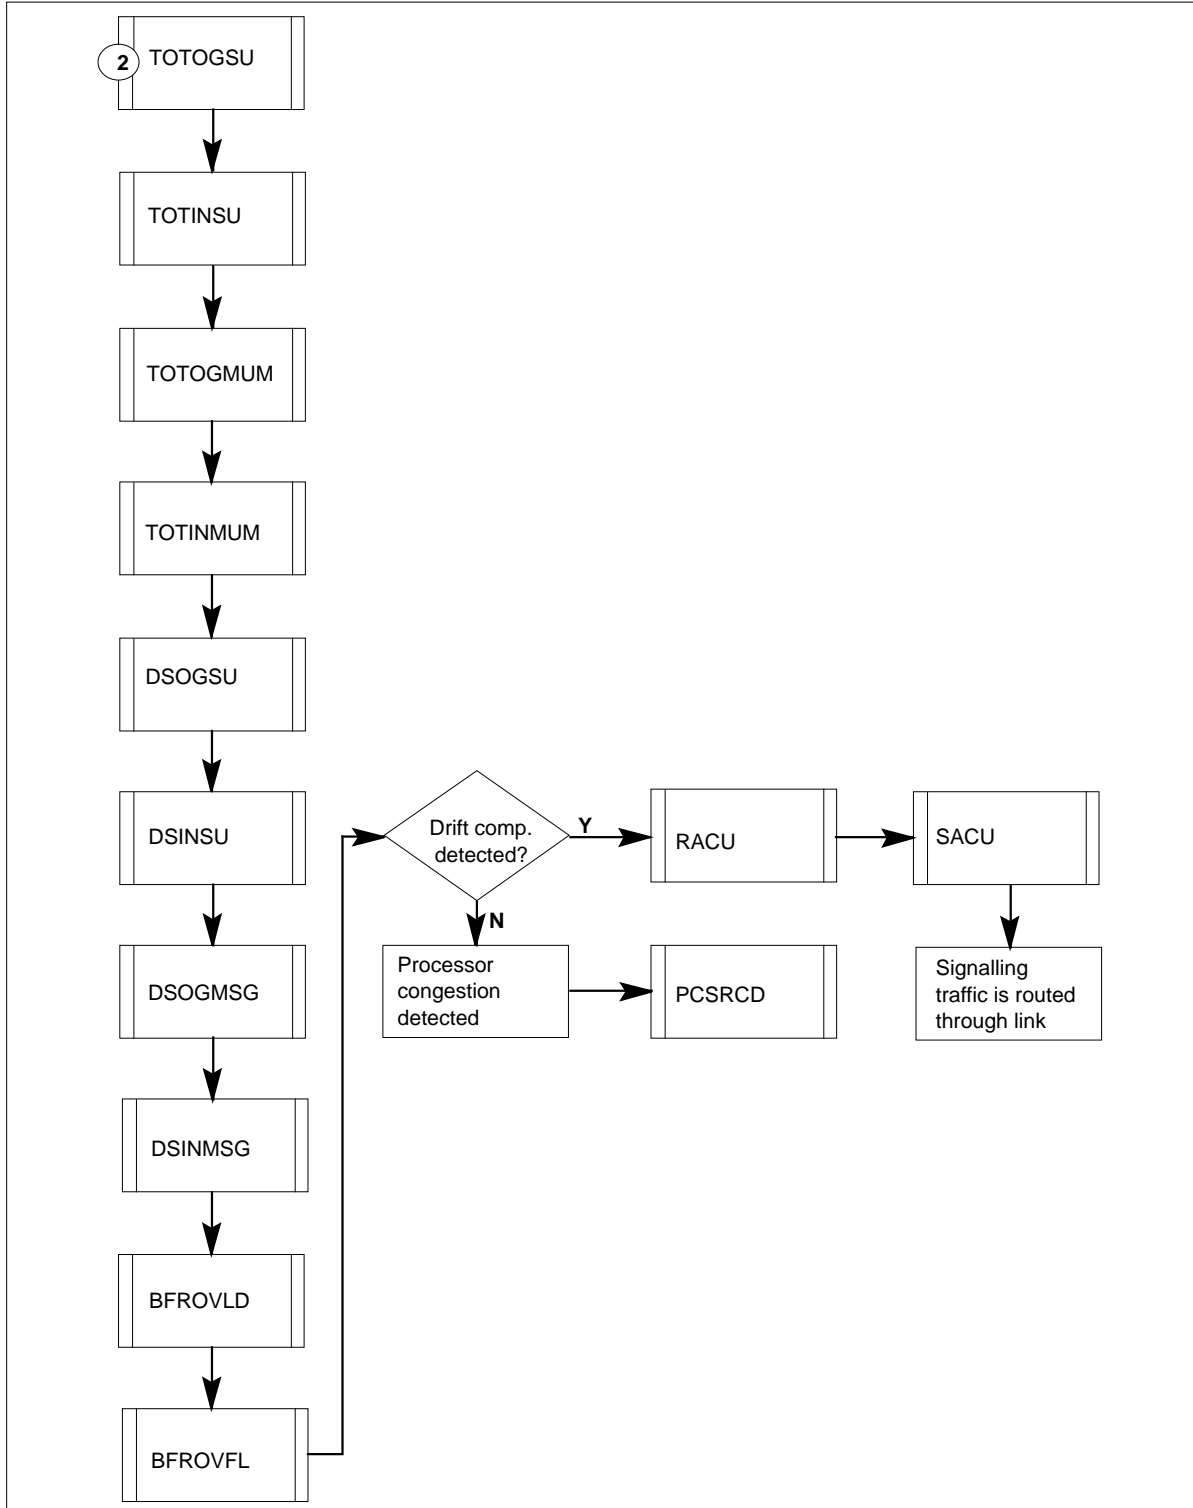 2
TOTOGSU
TOTINSU
TOTOGMUM
TOTINMUM
DSOGSU
DSINSU
DSOGMSG
DSINMSG
BFROVLD
BFROVFL
Drift comp.
detected?
Y
N
RACU
SACU
Processor
congestion
detected
PCSRCD
Signalling
traffic is routed
through link